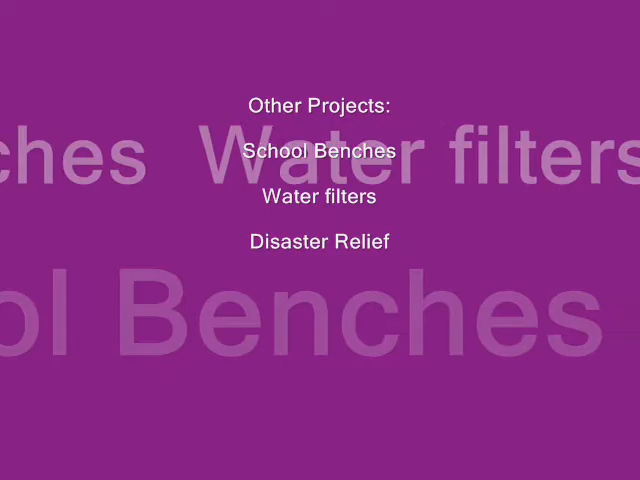 Other Projects:
ches Water filters
School Benches
Water filters
Disaster Relief
ol Benches